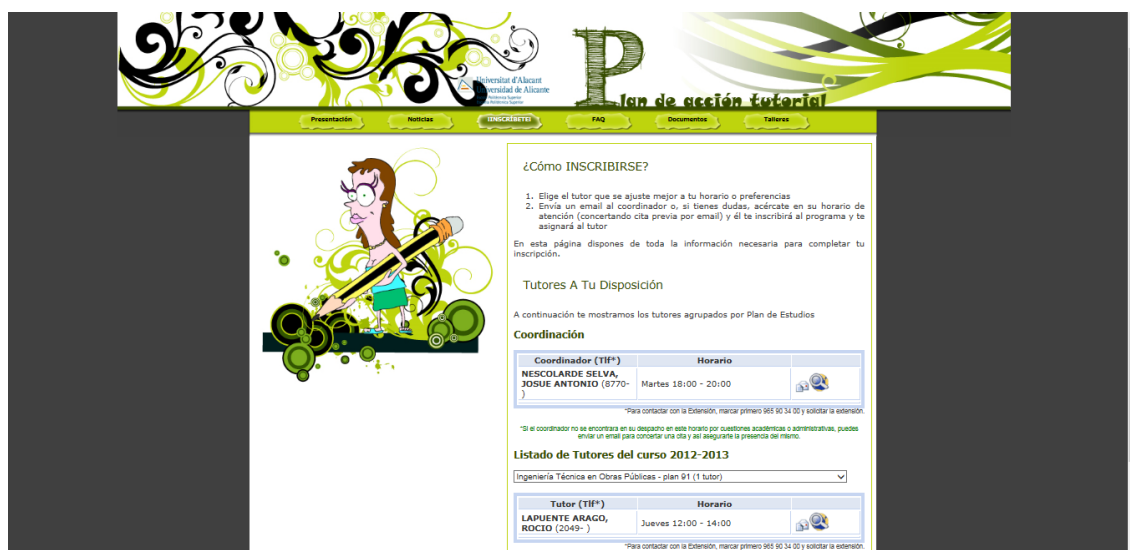 Universitat d'Alacant
Universidad de Alicante
Plan de acción tutorial
Presentación
Noticias
¡INSCRÍBETE!
FAQ
Documentos
Talleres
¿Cómo INSCRIBIRSE?
1. Elige el tutor que se ajuste mejor a tu horario o preferencias
2. Envía un email al coordinador o, si tienes dudas, acércate en su horario de
atención (concertando cita previa por email) y él te inscribirá al programa y te
asignará al tutor
En esta página dispones de toda la información necesaria para completar tu
inscripción.
Tutores A Tu Disposición
A continuación te mostramos los tutores agrupados por Plan de Estudios
Coordinación
Coordinador (Tlf*) Horario
NESCOLARDE SELVA,
JOSUE ANTONIO (8770-
) Martes 18:00 - 20:00
*Para contactar con la Extensión, marcar primero 965 90 34 00 y solicitar la extensión.
*Si el coordinador no se encontrara en su despacho en este horario por cuestiones académicas o administrativas, puedes
enviar un email para concertar una cita y así asegurarte la presencia del mismo.
Listado de Tutores del curso 2012-2013
Ingeniería Técnica en Obras Públicas - plan 91 (1 tutor)
Tutor (Tlf*) Horario
LAPUENTE ARAGO,
ROCIO (2049- ) Jueves 12:00 - 14:00
*Para contactar con la Extensión, marcar primero 965 90 34 00 y solicitar la extensión.